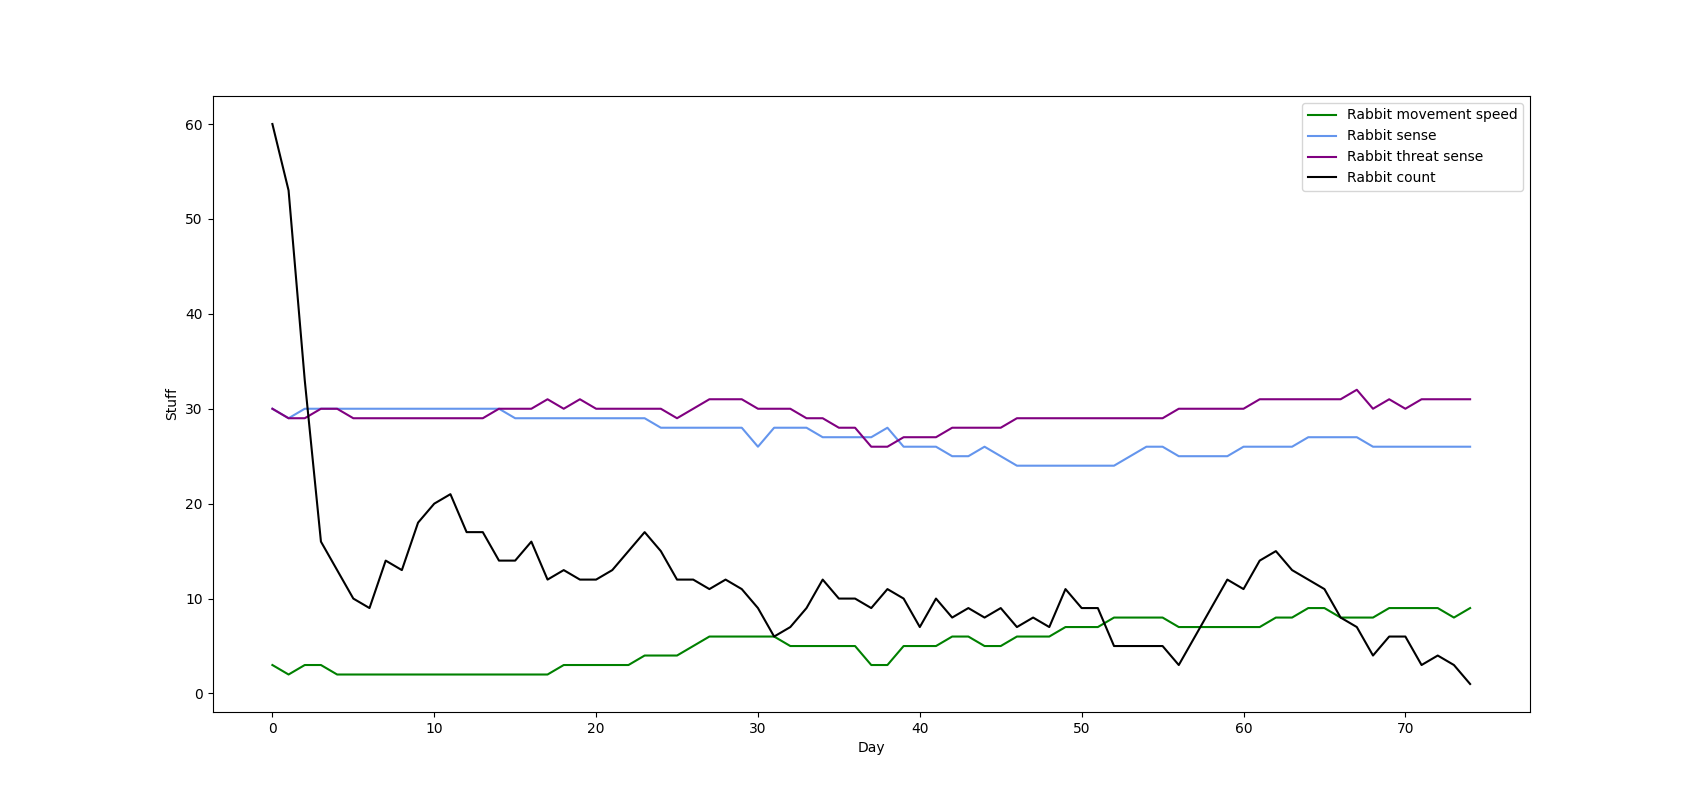 Rabbit movement speed
Rabbit sense
Rabbit threat sense
Rabbit count
60
50
40
30
20
10
0
Stuff
0 10 20 30 40 50 60 70
Day